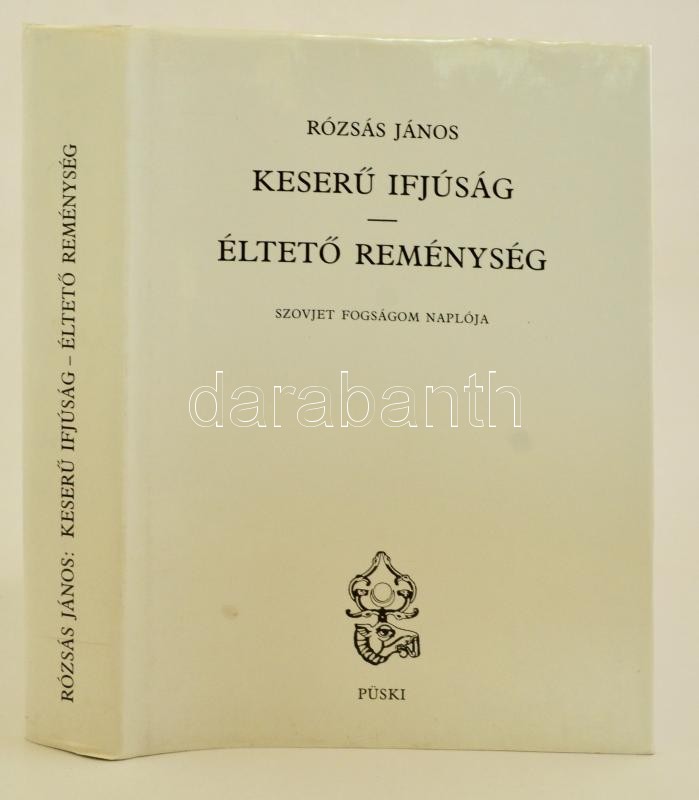 RÓZSÁS JÁNOS: KESERŰ IFJÚSÁG – ÉLTETŐ REMÉNYSÉG
RÓZSÁS JÁNOS
KESERŰ IFJÚSÁG
—
ÉLTETŐ REMÉNYSÉG
SZOVJET FOGSÁGOM NAPLÓJA
darabanth
PÜSKI